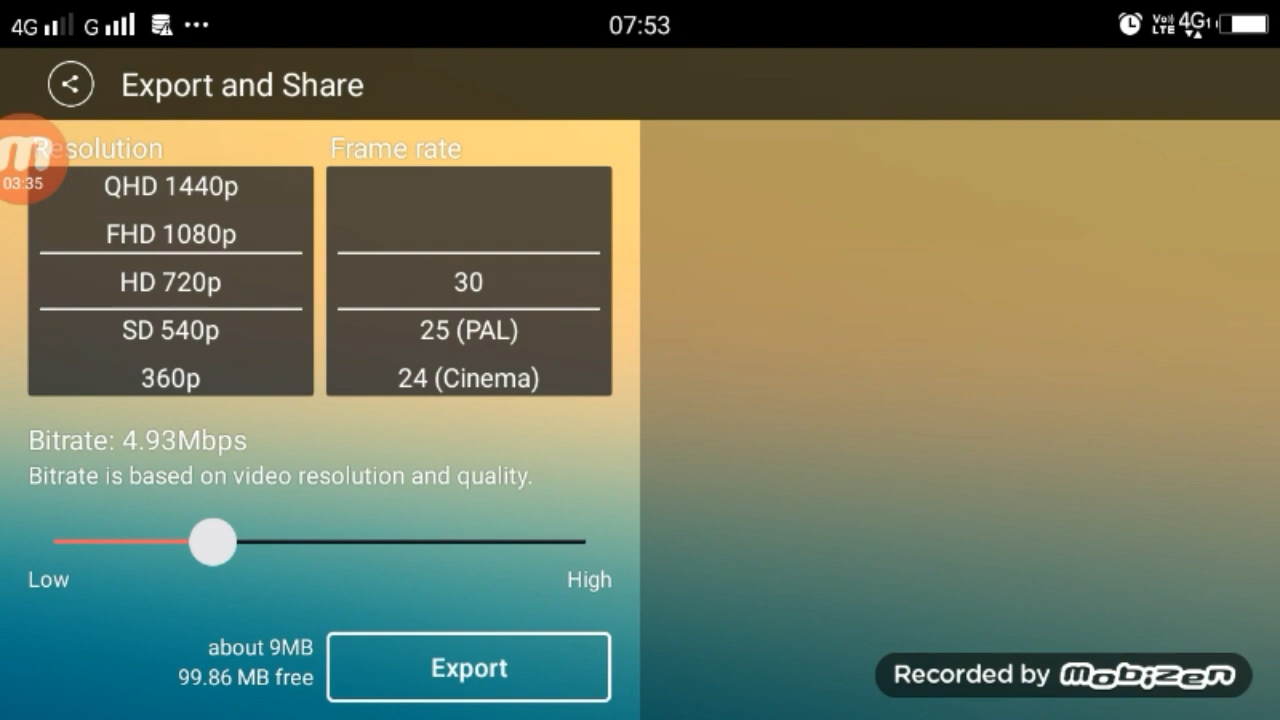 4G G ... 07:53 VoLTE 4G1
Export and Share
Resolution Frame rate
03:35
QHD 1440p
FHD 1080p
HD 720p 30
SD 540p 25 (PAL)
360p 24 (Cinema)
Bitrate: 4.93Mbps
Bitrate is based on video resolution and quality.
Low High
about 9MB
99.86 MB free
Export
Recorded by mobizen